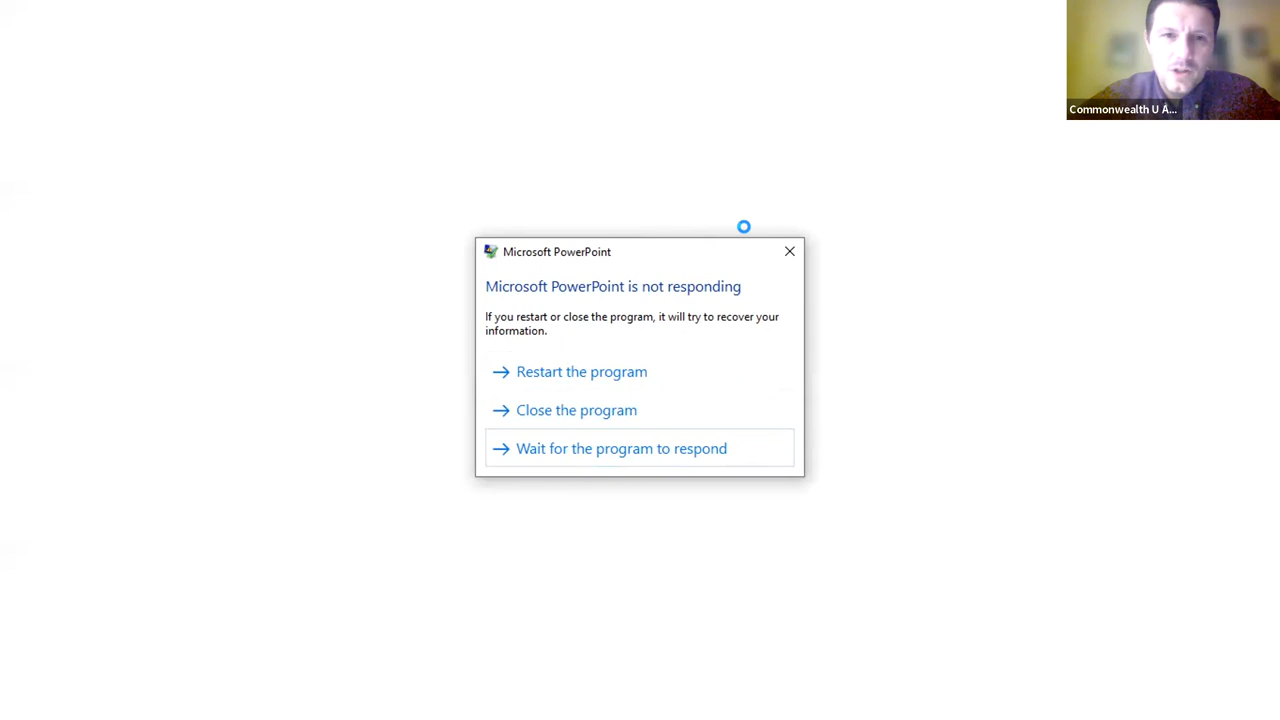 Commonwealth U A...
Microsoft PowerPoint
Microsoft PowerPoint is not responding
If you restart or close the program, it will try to recover your
information.
Restart the program
Close the program
Wait for the program to respond